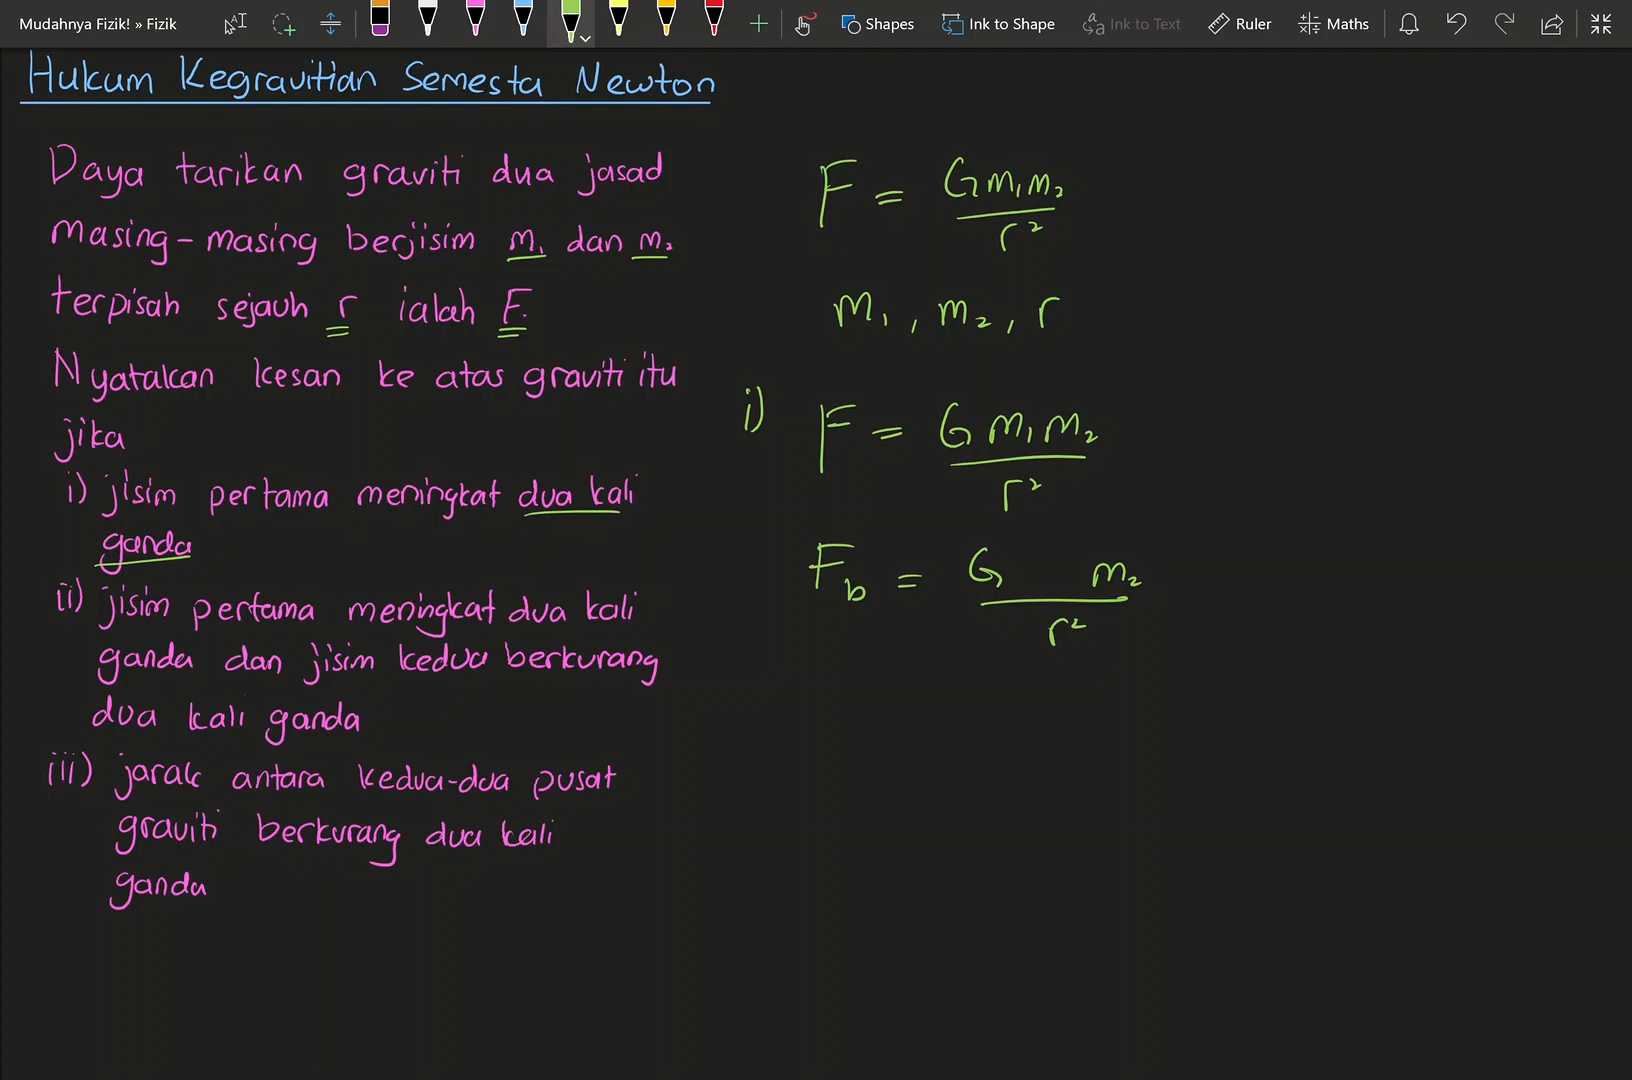 Mudahnya Fizik! » Fizik
Shapes
Ink to Shape
Ink to Text
Ruler
Maths
Hukum Kegravitian Semesta Newton
Daya tarikan graviti dua jasad
masing-masing berjisim m₁ dan m₂
terpisah sejauh r ialah F.
Nyatakan kesan ke atas graviti itu
jika
i) jisim pertama meningkat dua kali
ganda
ii) jisim pertama meningkat dua kali
ganda dan jisim kedua berkurang
dua kali ganda
iii) jarak antara kedua-dua pusat
graviti berkurang dua kali
ganda
F = Gm₁m₂
r²
m₁, m₂, r
i) F = G m₁m₂
r²
F_b = G m₂
r²